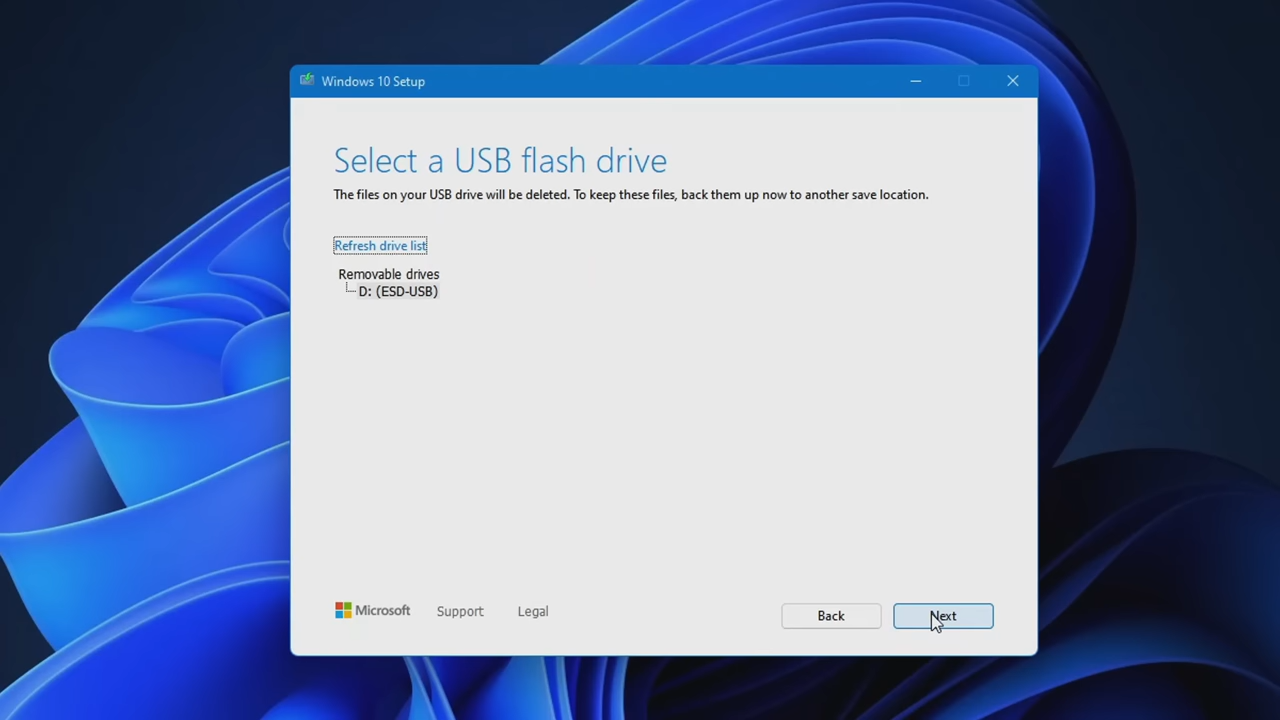 Windows 10 Setup
Select a USB flash drive
The files on your USB drive will be deleted. To keep these files, back them up now to another save location.
Refresh drive list
Removable drives
D: (ESD-USB)
Microsoft Support Legal
Back Next